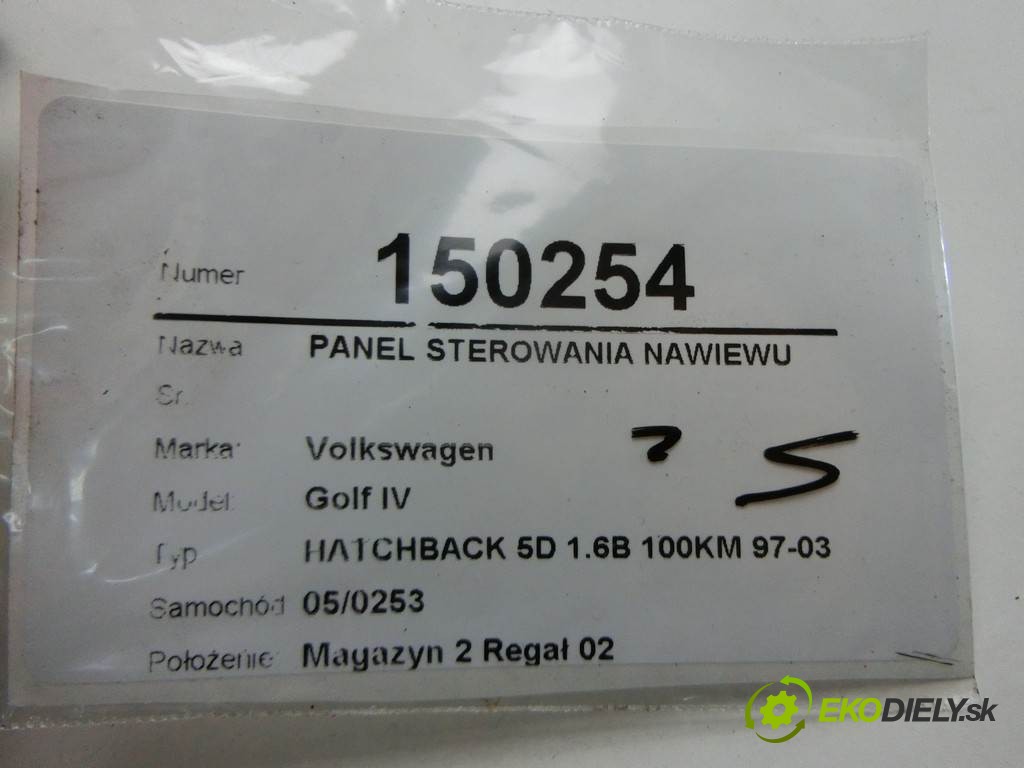 Numer 150254
Nazwa PANEL STEROWANIA NAWIEWU
Sr.
Marka: Volkswagen
Model: Golf IV
Typ HATCHBACK 5D 1.6B 100KM 97-03
Samochód 05/0253
Położenie Magazyn 2 Regał 02
EKODIELY.sk